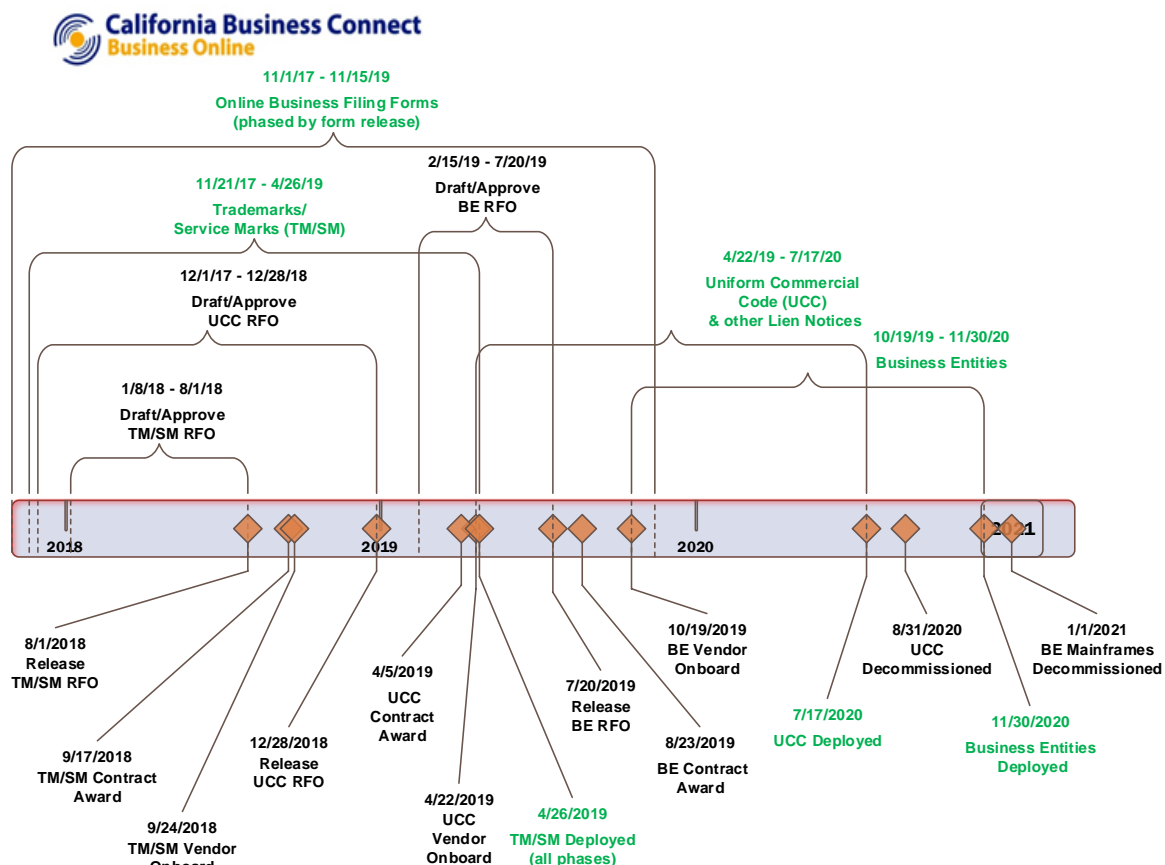 California Business Connect
Business Online
11/1/17 - 11/15/19
Online Business Filing Forms
(phased by form release)
2/15/19 - 7/20/19
Draft/Approve
BE RFO
11/21/17 - 4/26/19
Trademarks/
Service Marks (TM/SM)
4/22/19 - 7/17/20
Uniform Commercial
Code (UCC)
& other Lien Notices
12/1/17 - 12/28/18
Draft/Approve
UCC RFO
10/19/19 - 11/30/20
Business Entities
1/8/18 - 8/1/18
Draft/Approve
TM/SM RFO
2018
2019
2020
2021
8/1/2018
Release
TM/SM RFO
9/17/2018
TM/SM Contract
Award
9/24/2018
TM/SM Vendor
Onboard
12/28/2018
Release
UCC RFO
4/5/2019
UCC
Contract
Award
4/22/2019
UCC
Vendor
Onboard
4/26/2019
TM/SM Deployed
(all phases)
7/20/2019
Release
BE RFO
8/23/2019
BE Contract
Award
10/19/2019
BE Vendor
Onboard
7/17/2020
UCC Deployed
8/31/2020
UCC
Decommissioned
11/30/2020
Business Entities
Deployed
1/1/2021
BE Mainframes
Decommissioned